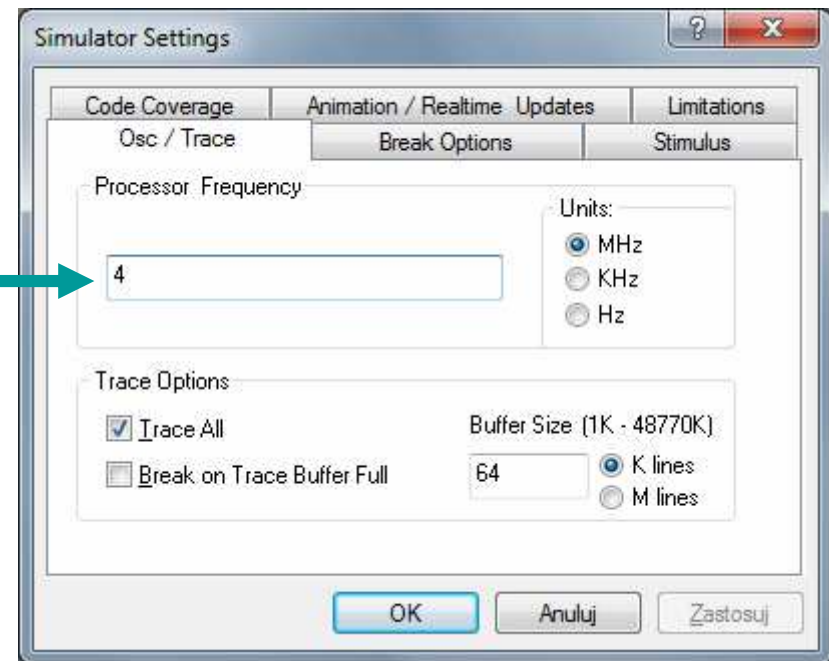 Simulator Settings
Code Coverage
Animation / Realtime Updates
Limitations
Osc / Trace
Break Options
Stimulus
Processor Frequency
Units:
4
MHz
KHz
Hz
Trace Options
Trace All
Buffer Size (1K - 48770K)
Break on Trace Buffer Full
64
K lines
M lines
OK
Anuluj
Zastosuj